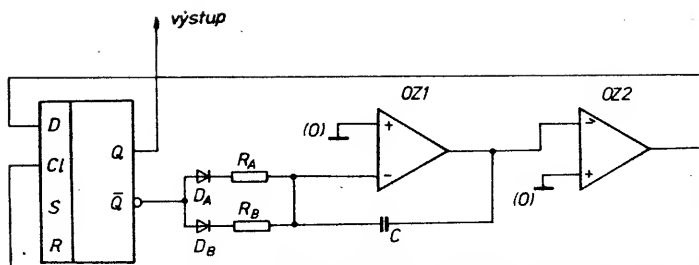 výstup
OZ1
OZ2
D
Cl
S
R
Q
Q̄
D_A
R_A
D_B
R_B
(0)
+
−
C
(0)
−
+